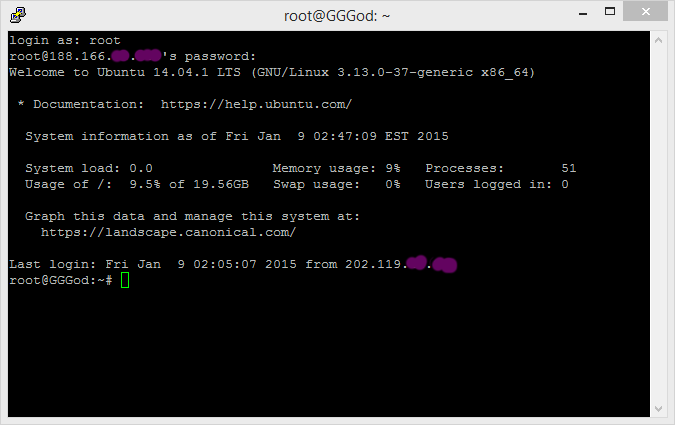 root@GGGod: ~
login as: root
root@188.166. . 's password:
Welcome to Ubuntu 14.04.1 LTS (GNU/Linux 3.13.0-37-generic x86_64)
* Documentation:  https://help.ubuntu.com/
System information as of Fri Jan  9 02:47:09 EST 2015
System load: 0.0               Memory usage: 9%   Processes:       51
Usage of /:  9.5% of 19.56GB   Swap usage:   0%   Users logged in: 0
Graph this data and manage this system at:
https://landscape.canonical.com/
Last login: Fri Jan  9 02:05:07 2015 from 202.119. .
root@GGGod:~#